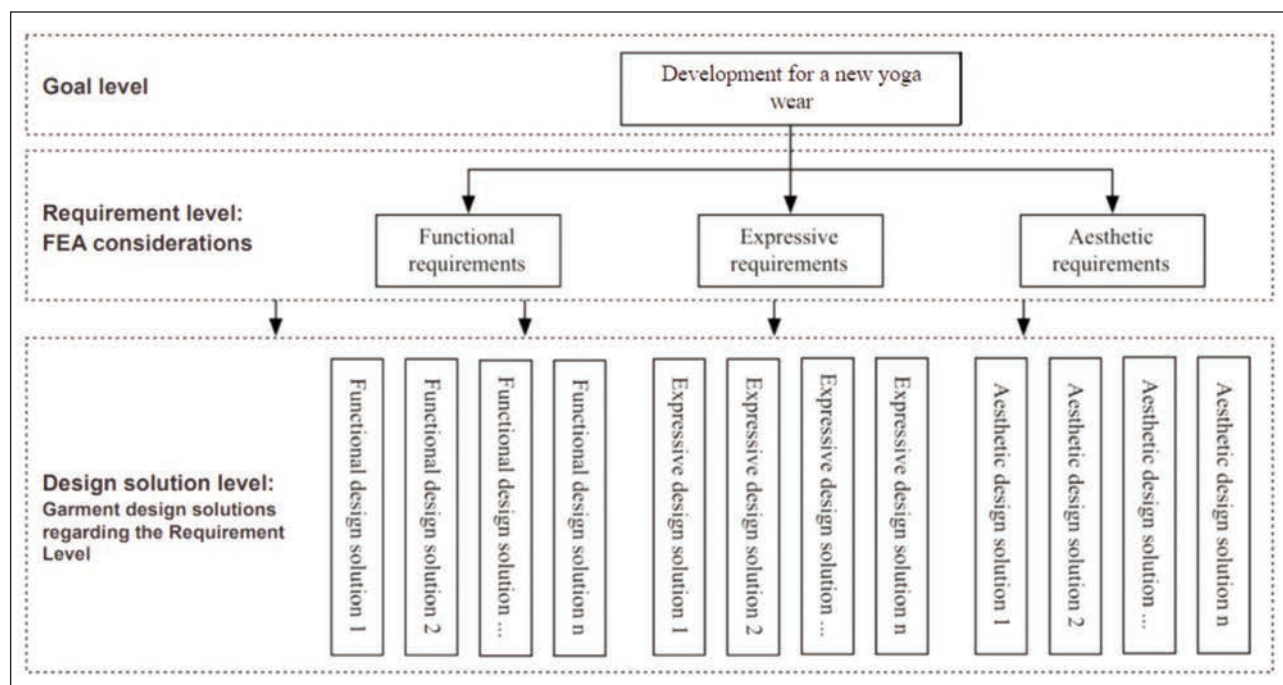 Goal level
Development for a new yoga
wear
Requirement level:
FEA considerations
Functional
requirements
Expressive
requirements
Aesthetic
requirements
Design solution level:
Garment design solutions
regarding the Requirement
Level
Functional design solution 1
Functional design solution 2
Functional design solution ...
Functional design solution n
Expressive design solution 1
Expressive design solution 2
Expressive design solution ...
Expressive design solution n
Aesthetic design solution 1
Aesthetic design solution 2
Aesthetic design solution ...
Aesthetic design solution n